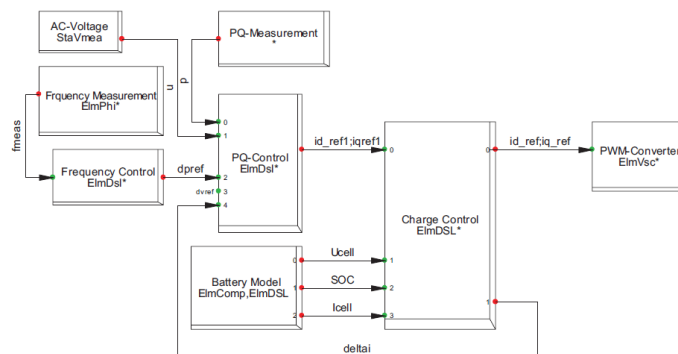 AC-Voltage
StaVmea
PQ-Measurement
*
Frquency Measurement
ElmPhi*
u
p
fmeas
0
1
Frequency Control
ElmDsl*
dpref
PQ-Control
ElmDsl*
2
dvref
3
4
id_ref1;iqref1
0
0
id_ref;iq_ref
PWM-Converter
ElmVsc*
Charge Control
ElmDSL*
Battery Model
ElmComp,ElmDSL
0
Ucell
1
1
SOC
2
2
Icell
3
1
deltai